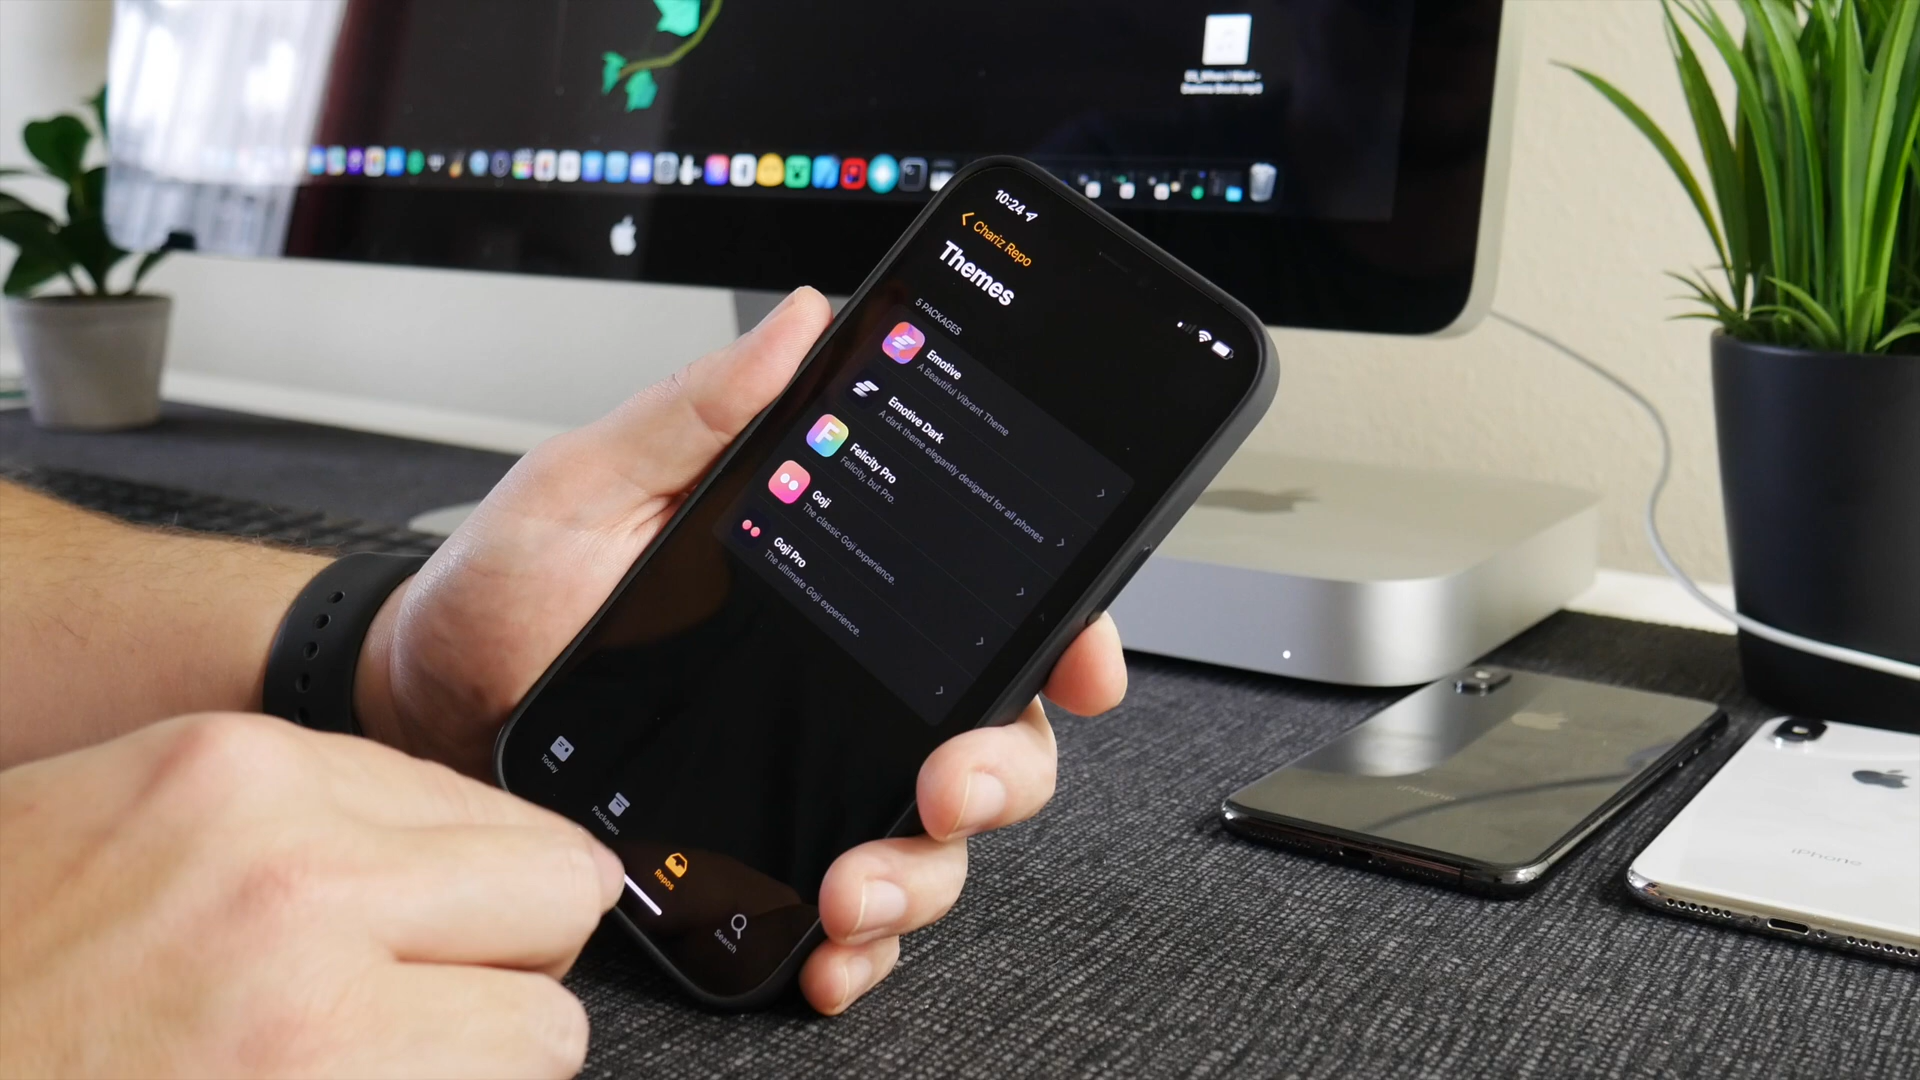 10:24
Chariz Repo
Themes
5 PACKAGES
Emotive
A Beautiful Vibrant Theme
Emotive Dark
A dark theme elegantly designed for all phones
Felicity Pro
Felicity, but Pro.
Goji
The classic Goji experience.
Goji Pro
The ultimate Goji experience.
Today
Packages
Repos
Search
iPhone
iPhone